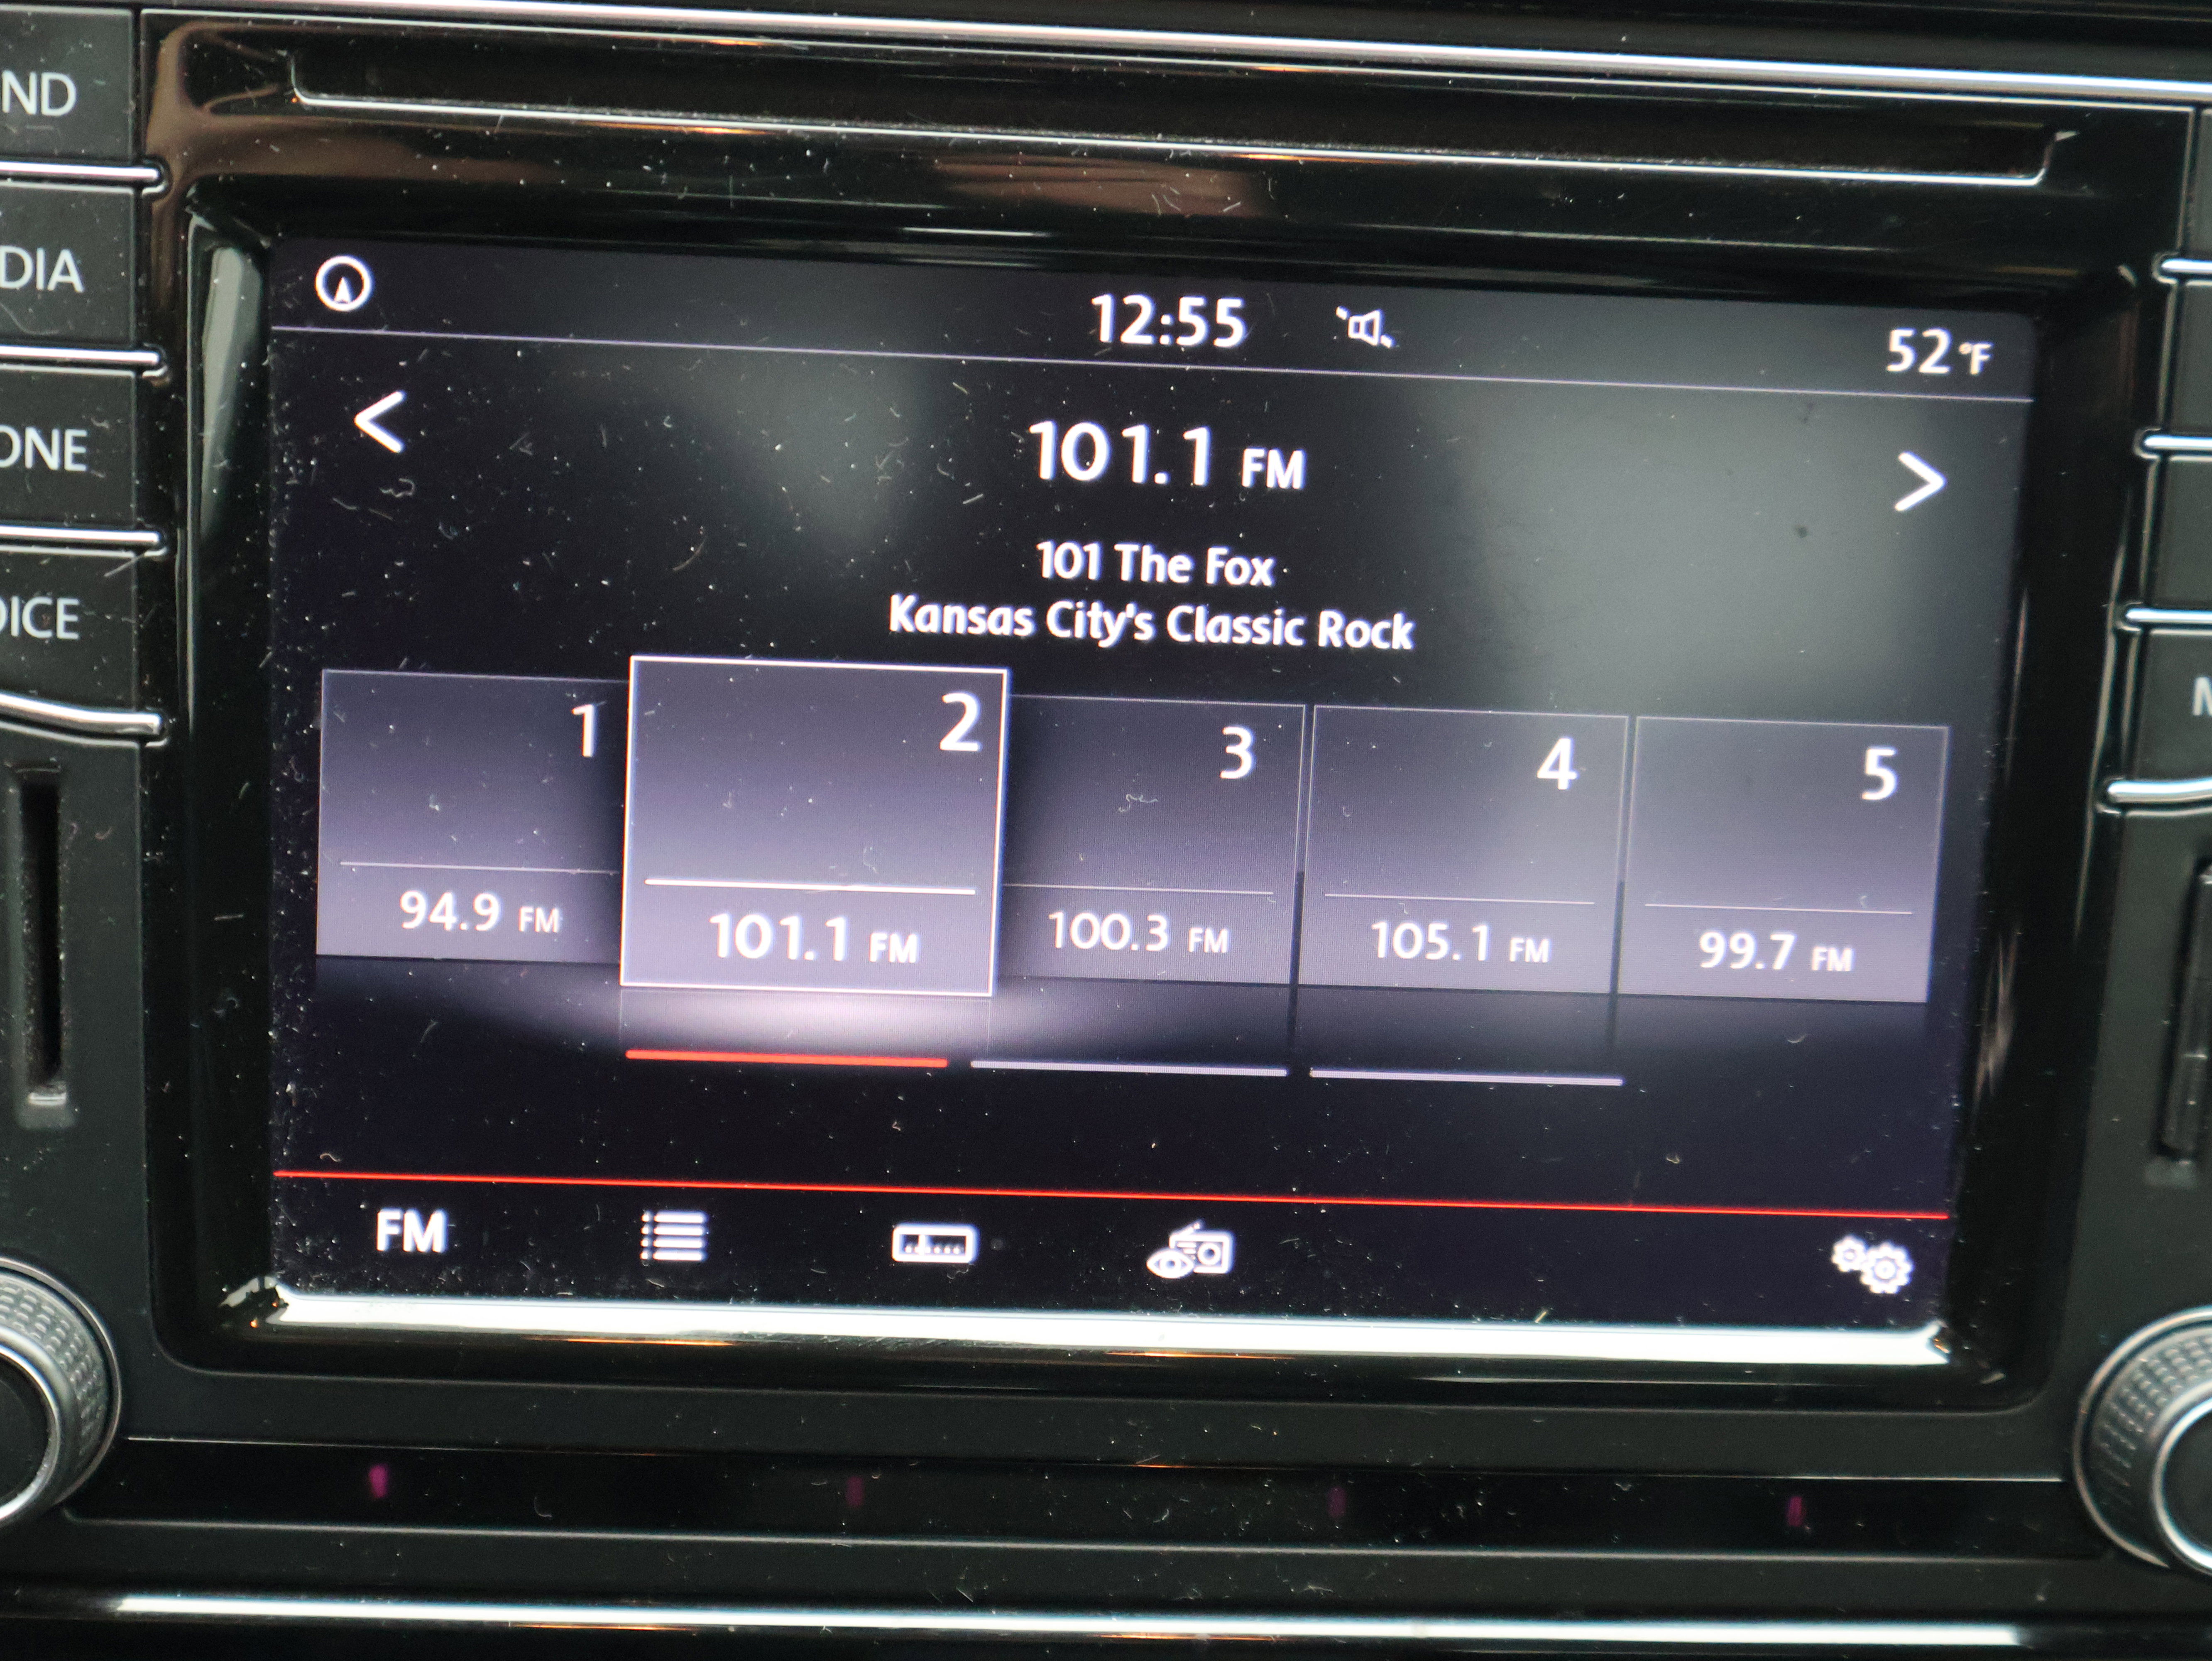 ND
DIA
ONE
OICE
12:55
52 °F
<
101.1 FM
>
101 The Fox
Kansas City's Classic Rock
1
2
3
4
5
94.9 FM
101.1 FM
100.3 FM
105.1 FM
99.7 FM
FM
M